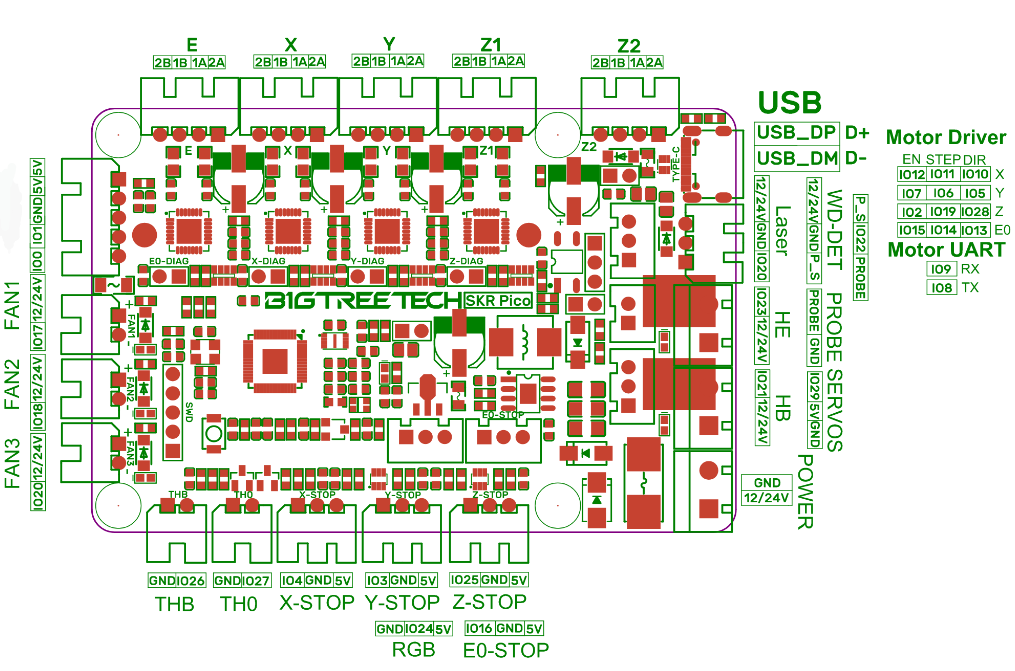 E X Y Z1 Z2
2B 1B 1A 2A 2B 1B 1A 2A 2B 1B 1A 2A 2B 1B 1A 2A 2B 1B 1A 2A
USB
USB_DP D+
USB_DM D-
Motor Driver
EN STEP DIR
IO12 IO11 IO10 X
IO7 IO6 IO5 Y
IO2 IO19 IO28 Z
IO15 IO14 IO13 E0
Motor UART
IO9 RX
IO8 TX
E X Y Z1 Z2
TYPE-C
IO0 IO1 GND 5V 5V
12/24V GND IO20
Laser
12/24V GND P_S
WD-DET
P_S IO22 PROBE
E0-DIAG X-DIAG Y-DIAG Z-DIAG
BIGTREETECH
SKR Pico
FAN1
IO17 12/24V
+ FAN1 -
FAN2
IO18 12/24V
+ FAN2 -
FAN3
IO20 12/24V
+ FAN3 -
SWD
IO23 12/24V
HE
PROBE GND
PROBE
IO21 12/24V
HB
IO29 5V GND
SERVOS
E0-STOP
POWER
GND
12/24V
THB TH0 X-STOP Y-STOP Z-STOP
GND IO26 GND IO27 IO4 GND 5V IO3 GND 5V IO25 GND 5V
THB TH0 X-STOP Y-STOP Z-STOP
GND IO24 5V IO16 GND 5V
RGB E0-STOP